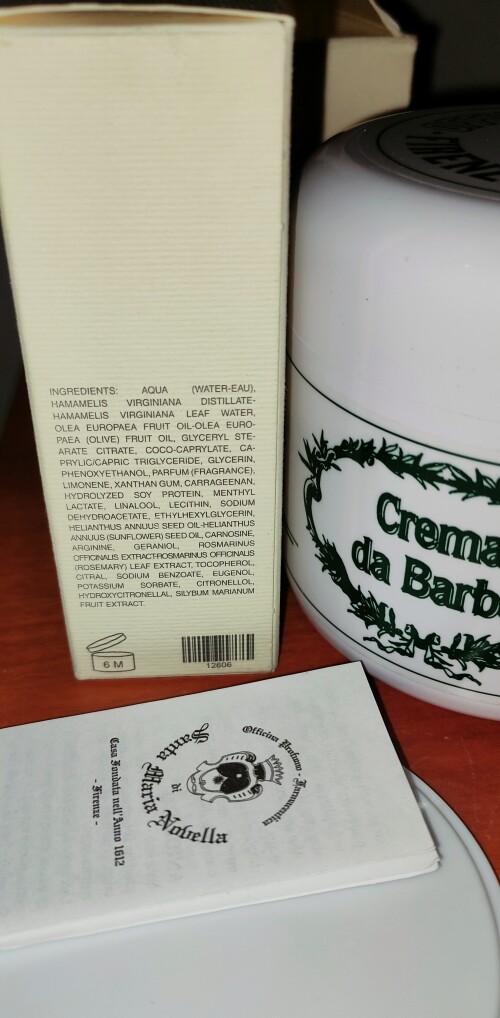 INGREDIENTS: AQUA (WATER-EAU),
HAMAMELIS VIRGINIANA DISTILLATE-
HAMAMELIS VIRGINIANA LEAF WATER,
OLEA EUROPAEA FRUIT OIL-OLEA EURO-
PAEA (OLIVE) FRUIT OIL, GLYCERYL STE-
ARATE CITRATE, COCO-CAPRYLATE, CA-
PRYLIC/CAPRIC TRIGLYCERIDE, GLYCERIN,
PHENOXYETHANOL, PARFUM (FRAGRANCE),
LIMONENE, XANTHAN GUM, CARRAGEENAN,
HYDROLYZED SOY PROTEIN, MENTHYL
LACTATE, LINALOOL, LECITHIN, SODIUM
DEHYDROACETATE, ETHYLHEXYLGLYCERIN,
HELIANTHUS ANNUUS SEED OIL-HELIANTHUS
ANNUUS (SUNFLOWER) SEED OIL, CARNOSINE,
ARGININE, GERANIOL, ROSMARINUS
OFFICINALIS EXTRACT-ROSMARINUS OFFICINALIS
(ROSEMARY) LEAF EXTRACT, TOCOPHEROL,
CITRAL, SODIUM BENZOATE, EUGENOL,
POTASSIUM SORBATE, CITRONELLOL,
HYDROXYCITRONELLAL, SILYBUM MARIANUM
FRUIT EXTRACT.
6 M
12606
Crema
da Barb
Officina Profumo - Farmaceutica
Santa Maria Novella
di
Casa Fondata nell'Anno 1612
- Firenze -